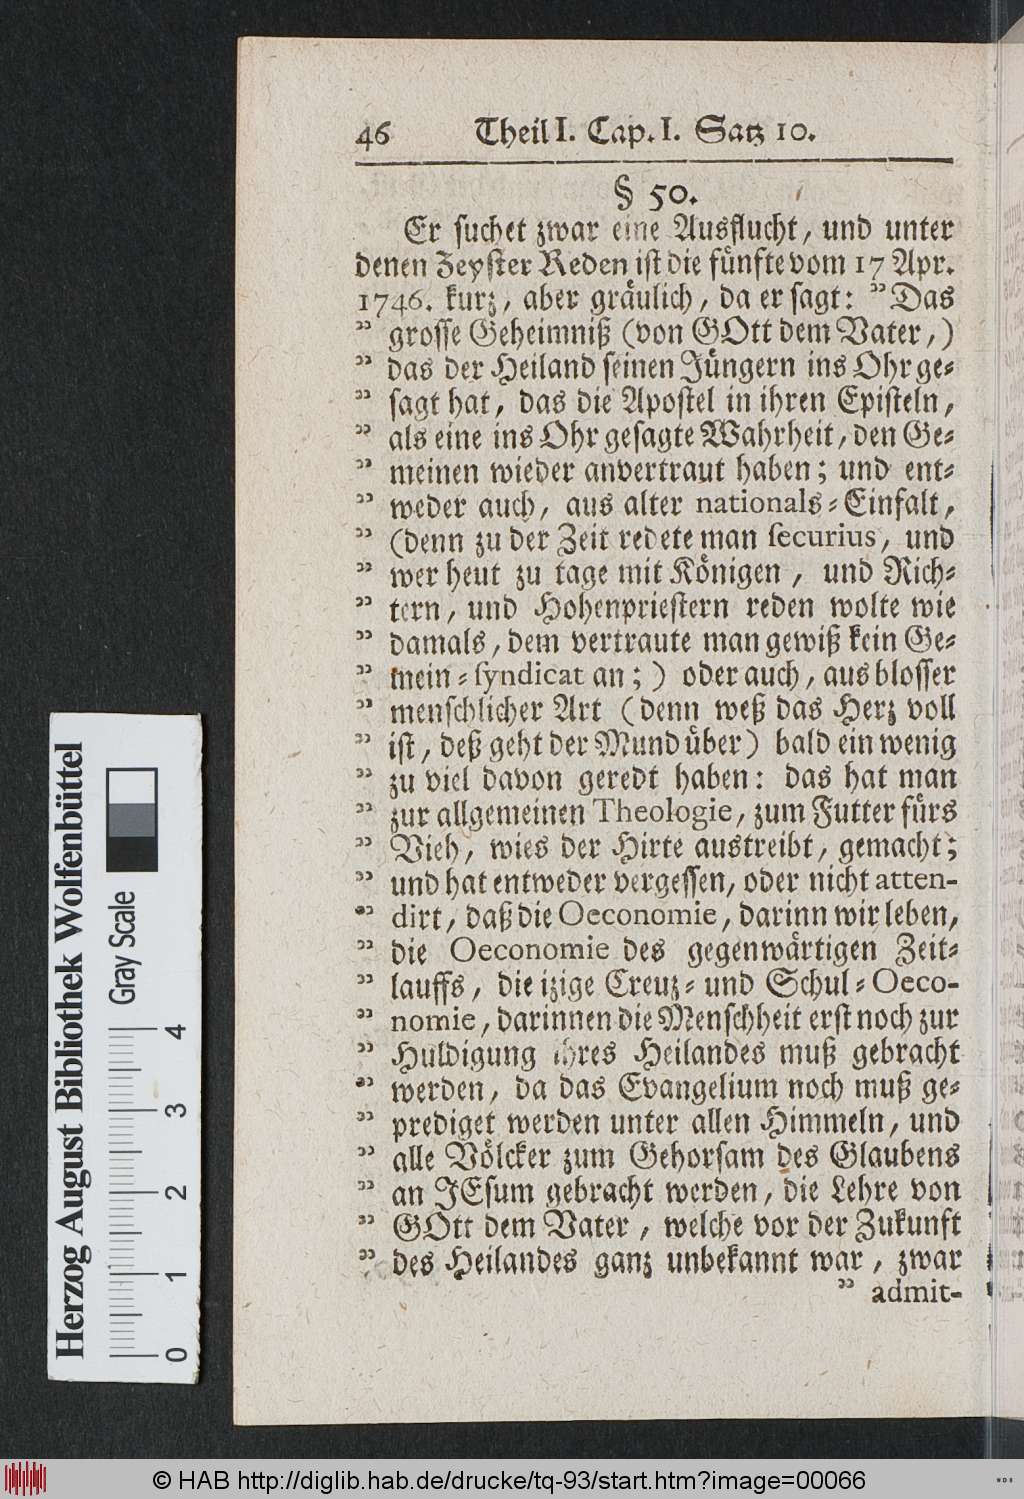 46 Theil I. Cap. I. Satz 10.
§ 50.
Er suchet zwar eine Ausflucht, und unter
denen Zeyster Reden ist die fünfte vom 17 Apr.
1746. kurz, aber gräulich, da er sagt: ” Das
” grosse Geheimniß (von GOtt dem Vater,)
” das der Heiland seinen Jüngern ins Ohr ge-
” sagt hat, das die Apostel in ihren Episteln,
” als eine ins Ohr gesagte Wahrheit, den Ge-
” meinen wieder anvertraut haben; und ent-
” weder auch, aus alter nationals-Einfalt,
” (denn zu der Zeit redete man securius, und
” wer heut zu tage mit Königen, und Rich-
” tern, und Hohenpriestern reden wolte wie
” damals, dem vertraute man gewiß kein Ge-
” mein-syndicat an;) oder auch, aus blosser
” menschlicher Art (denn weß das Herz voll
” ist, deß geht der Mund über) bald ein wenig
” zu viel davon geredt haben: das hat man
” zur allgemeinen Theologie, zum Futter fürs
” Vieh, wies der Hirte austreibt, gemacht;
” und hat entweder vergessen, oder nicht atten-
” dirt, daß die Oeconomie, darinn wir leben,
” die Oeconomie des gegenwärtigen Zeit-
” lauffs, die izige Creuz- und Schul-Oeco-
” nomie, darinnen die Menschheit erst noch zur
” Huldigung ihres Heilandes muß gebracht
” werden, da das Evangelium noch muß ge-
” prediget werden unter allen Himmeln, und
” alle Völcker zum Gehorsam des Glaubens
” an JEsum gebracht werden, die Lehre von
” GOtt dem Vater, welche vor der Zukunft
” des Heilandes ganz unbekannt war, zwar
” admit-
Herzog August Bibliothek Wolfenbüttel
Gray Scale
0 1 2 3 4
© HAB http://diglib.hab.de/drucke/tq-93/start.htm?image=00066